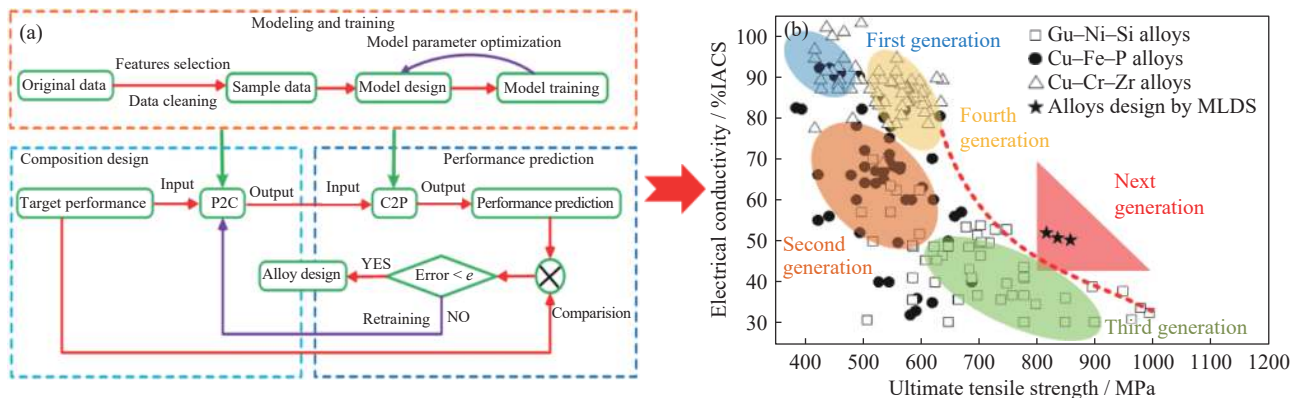 (a)
Modeling and training
Model parameter optimization
Features selection
Original data
Sample data
Model design
Model training
Data cleaning
Composition design
Performance prediction
Input
Output
Input
Output
Target performance
P2C
C2P
Performance prediction
YES
Alloy design
Error < e
Retraining
NO
Comparision
(b)
Electrical conductivity / %IACS
100
90
80
70
60
50
40
30
First generation
Gu–Ni–Si alloys
Cu–Fe–P alloys
Cu–Cr–Zr alloys
Alloys design by MLDS
Fourth
generation
Next
generation
Second
generation
Third generation
400
500
600
700
800
900
1000
1100
1200
Ultimate tensile strength / MPa